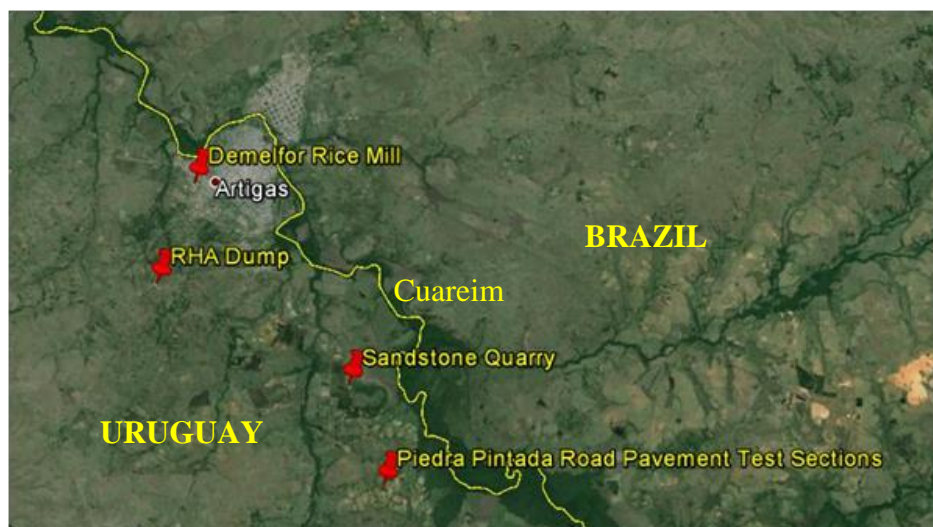 Demelfor Rice Mill
Artigas
BRAZIL
RHA Dump
Cuareim
Sandstone Quarry
URUGUAY
Piedra Pintada Road Pavement Test Sections